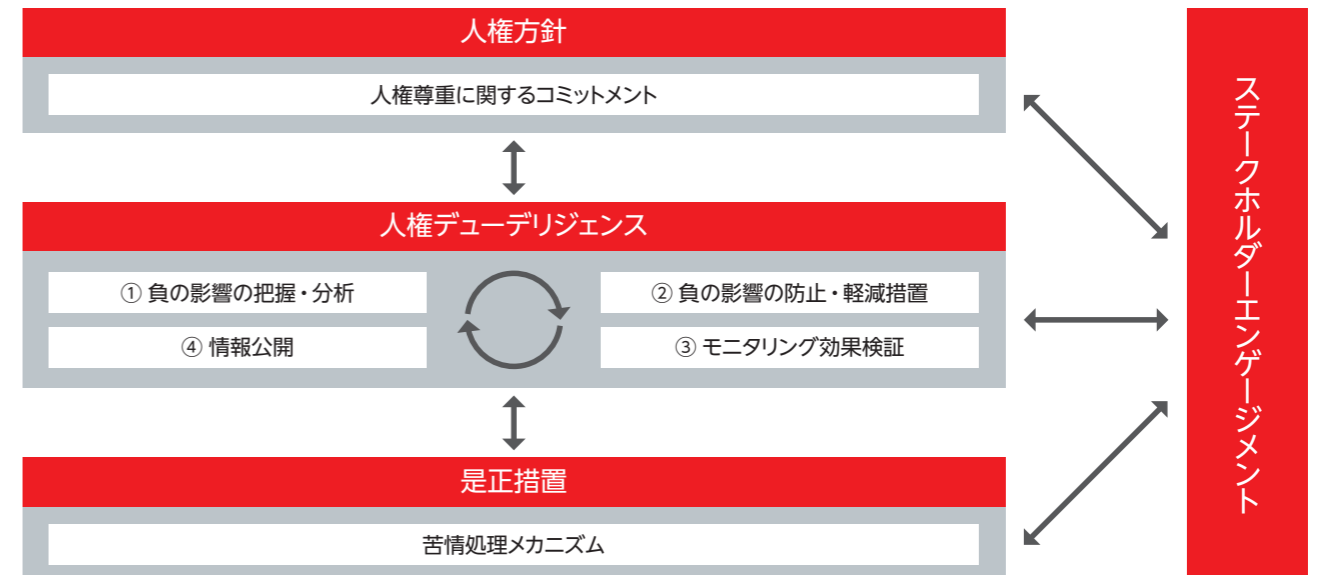 人権方針
人権尊重に関するコミットメント
人権デューデリジェンス
① 負の影響の把握・分析
② 負の影響の防止・軽減措置
④ 情報公開
③ モニタリング効果検証
是正措置
苦情処理メカニズム
ステークホルダーエンゲージメント